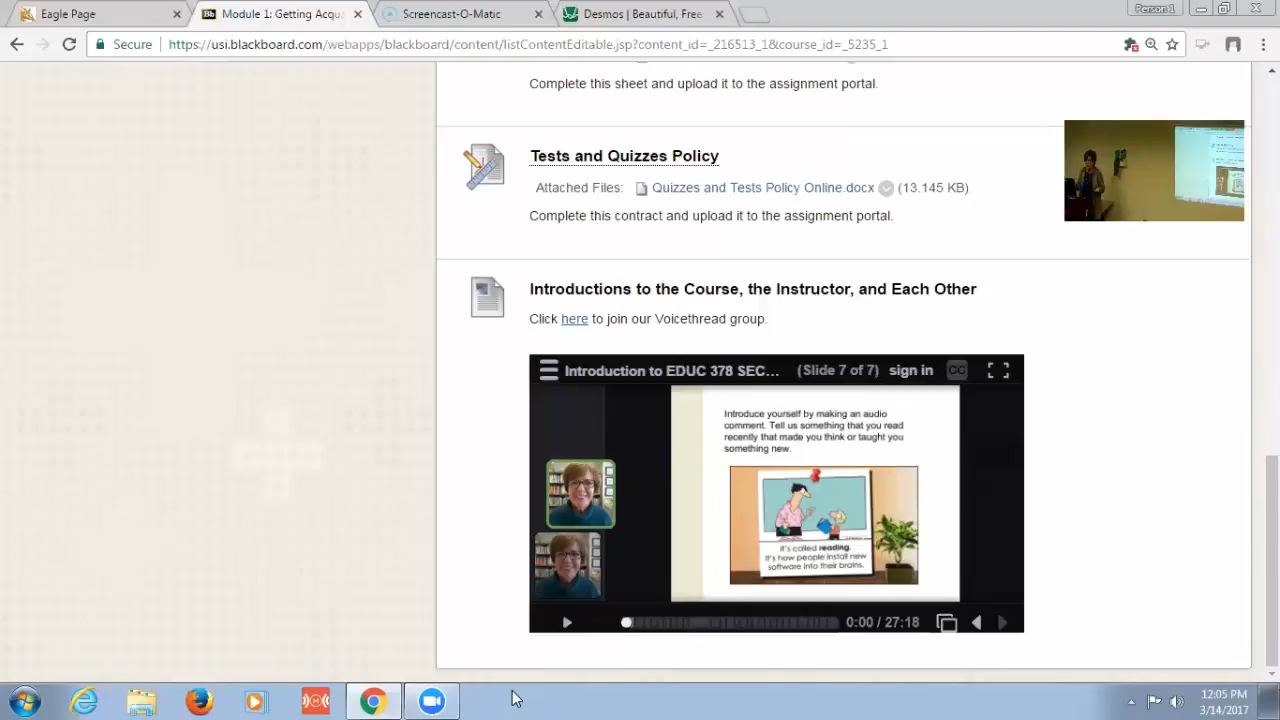 Eagle Page
Module 1: Getting Acqu
Screencast-O-Matic
Desmos | Beautiful, Free
Person 1
Secure
https://usi.blackboard.com/webapps/blackboard/content/listContentEditable.jsp?content_id=_216513_1&course_id=_5235_1
Complete this sheet and upload it to the assignment portal.
Tests and Quizzes Policy
Attached Files: Quizzes and Tests Policy Online.docx (13.145 KB)
Complete this contract and upload it to the assignment portal.
Introductions to the Course, the Instructor, and Each Other
Click here to join our Voicethread group.
Introduction to EDUC 378 SEC... (Slide 7 of 7) sign in CC
Introduce yourself by making an audio
comment. Tell us something that you read
recently that made you think or taught you
something new.
It's called reading.
It's how people install new
software into their brains.
0:00 / 27:18
12:05 PM
3/14/2017